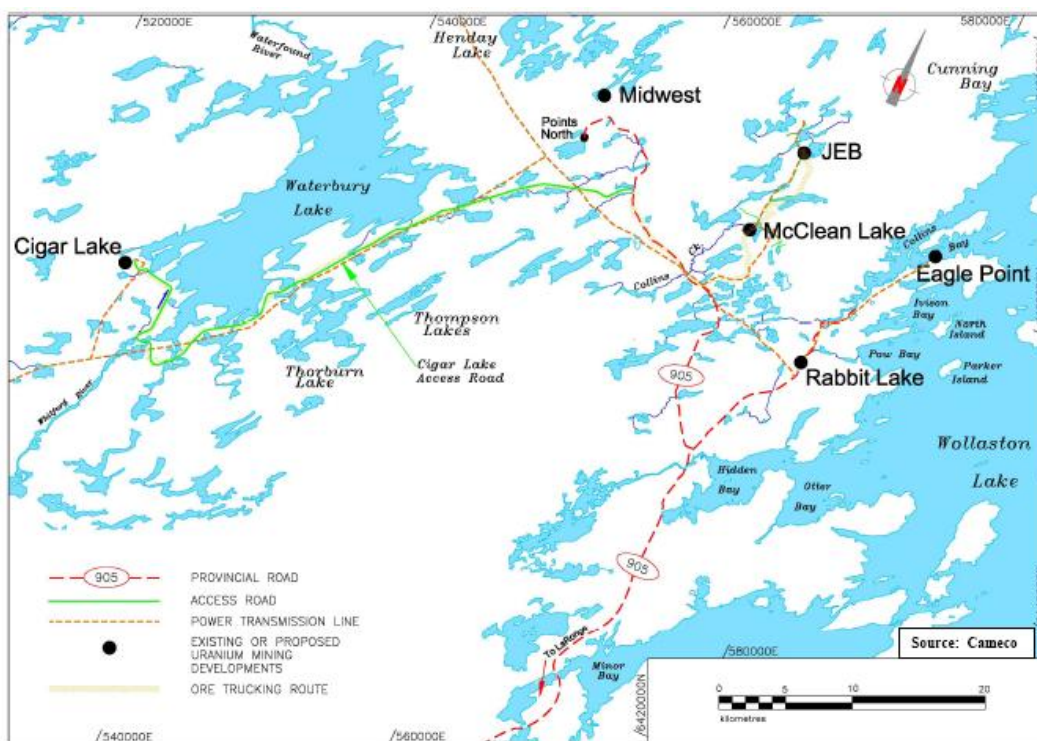 /520000E
/540000E
/560000E
580000E/
Waterfound
River
Henday
Lake
N
Cunning
Bay
Midwest
Points
North
JEB
Waterbury
Lake
McClean Lake
Cigar Lake
Collins
Bay
Eagle Point
Collins
Ck.
Ivison
Bay
North
Island
Thompson
Lakes
Pow Bay
Parker
Island
Cigar Lake
Access Road
Thorburn
Lake
Rabbit Lake
905
Whitford River
Wollaston
Lake
Hidden
Bay
Otter
Bay
905
905 PROVINCIAL ROAD
ACCESS ROAD
POWER TRANSMISSION LINE
EXISTING OR PROPOSED
URANIUM MINING
DEVELOPMENTS
ORE TRUCKING ROUTE
To LaRonge
Minor
Bay
Source: Cameco
/580000E
/6420000N
0 5 10 20
kilometres
/540000E
/560000E